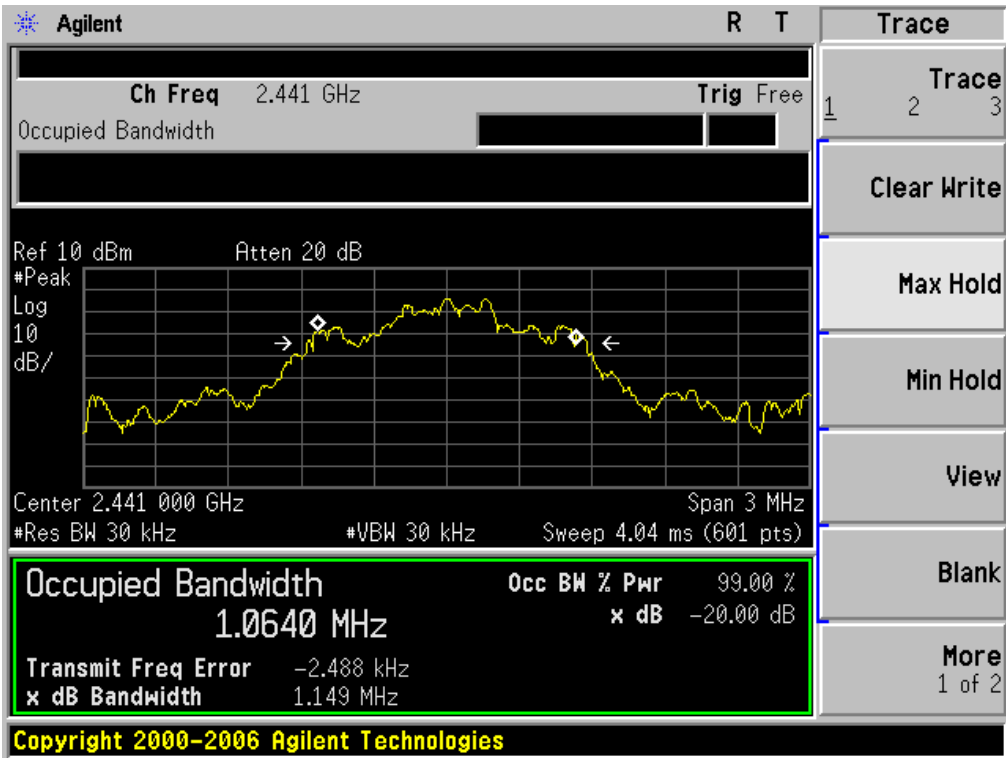 Agilent R T Trace
Ch Freq 2.441 GHz Trig Free
Occupied Bandwidth
Trace
1 2 3
Clear Write
Max Hold
Min Hold
View
Blank
More
1 of 2
Ref 10 dBm Atten 20 dB
#Peak
Log
10
dB/
Center 2.441 000 GHz Span 3 MHz
#Res BW 30 kHz #VBW 30 kHz Sweep 4.04 ms (601 pts)
Occupied Bandwidth Occ BW % Pwr 99.00 %
1.0640 MHz x dB -20.00 dB
Transmit Freq Error -2.488 kHz
x dB Bandwidth 1.149 MHz
Copyright 2000-2006 Agilent Technologies